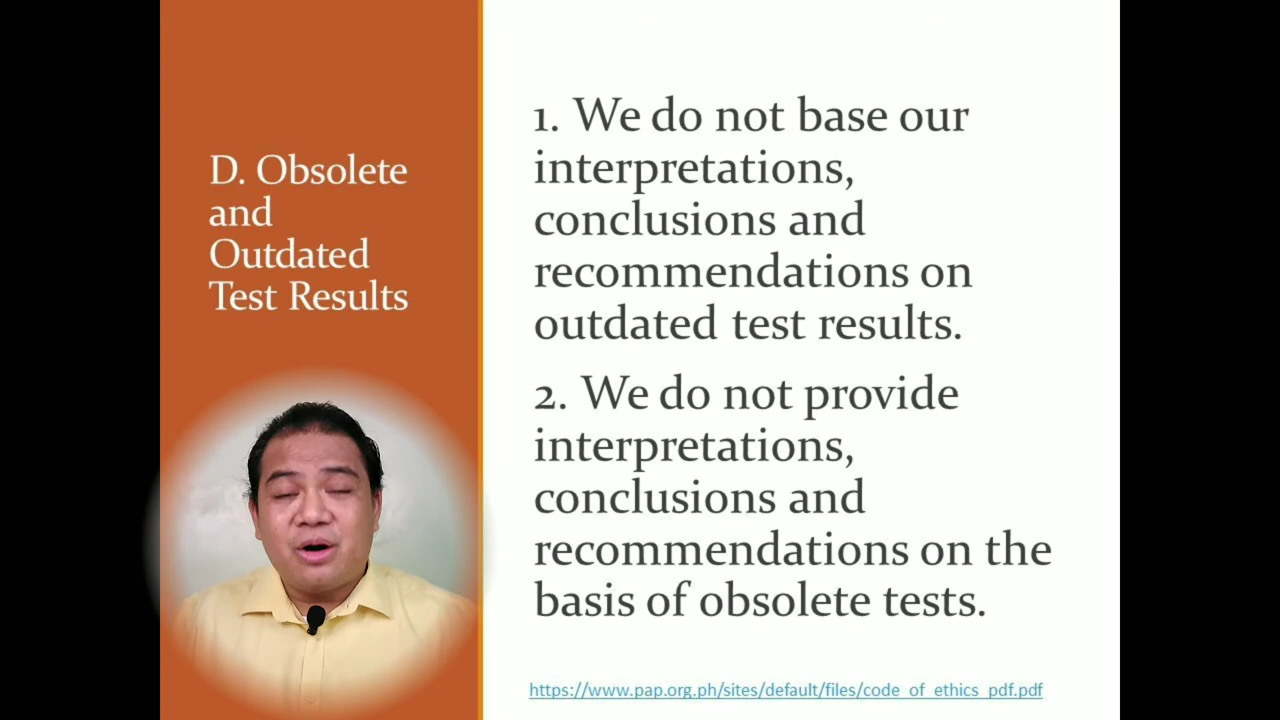 D. Obsolete
and
Outdated
Test Results
1. We do not base our
interpretations,
conclusions and
recommendations on
outdated test results.
2. We do not provide
interpretations,
conclusions and
recommendations on the
basis of obsolete tests.
https://www.pap.org.ph/sites/default/files/code_of_ethics_pdf.pdf